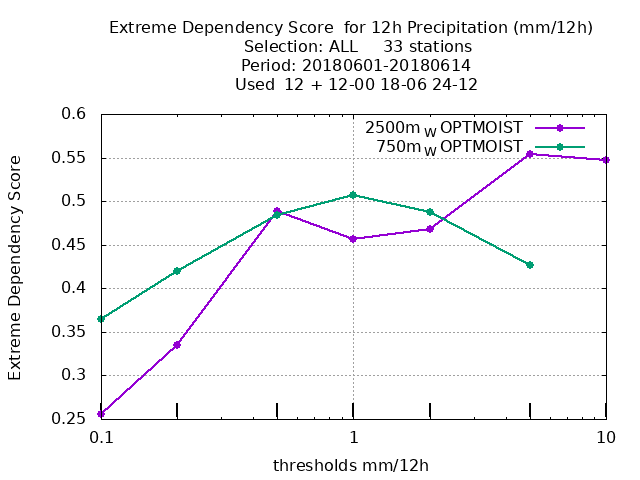 Extreme Dependency Score  for 12h Precipitation (mm/12h)
Selection: ALL     33 stations
Period: 20180601-20180614
Used  12 + 12-00 18-06 24-12
2500m W OPTMOIST
750m W OPTMOIST
0.6
0.55
0.5
0.45
0.4
0.35
0.3
0.25
Extreme Dependency Score
0.1 1 10
thresholds mm/12h